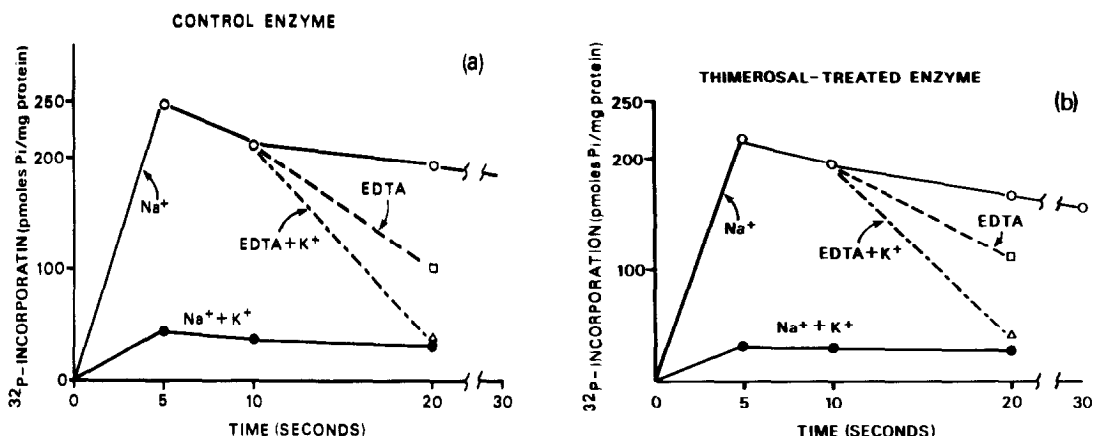 CONTROL ENZYME
(a)
³²P-INCORPORATIN (pmoles Pi/mg protein)
250
200
100
0
Na⁺
EDTA
EDTA+K⁺
Na⁺+K⁺
0 5 10 20 30
TIME (SECONDS)
THIMEROSAL-TREATED ENZYME
(b)
³²P-INCORPORATION (pmoles Pi/mg protein)
250
200
100
Na⁺
EDTA
EDTA+K⁺
Na⁺+K⁺
0 5 10 20 30
TIME (SECONDS)